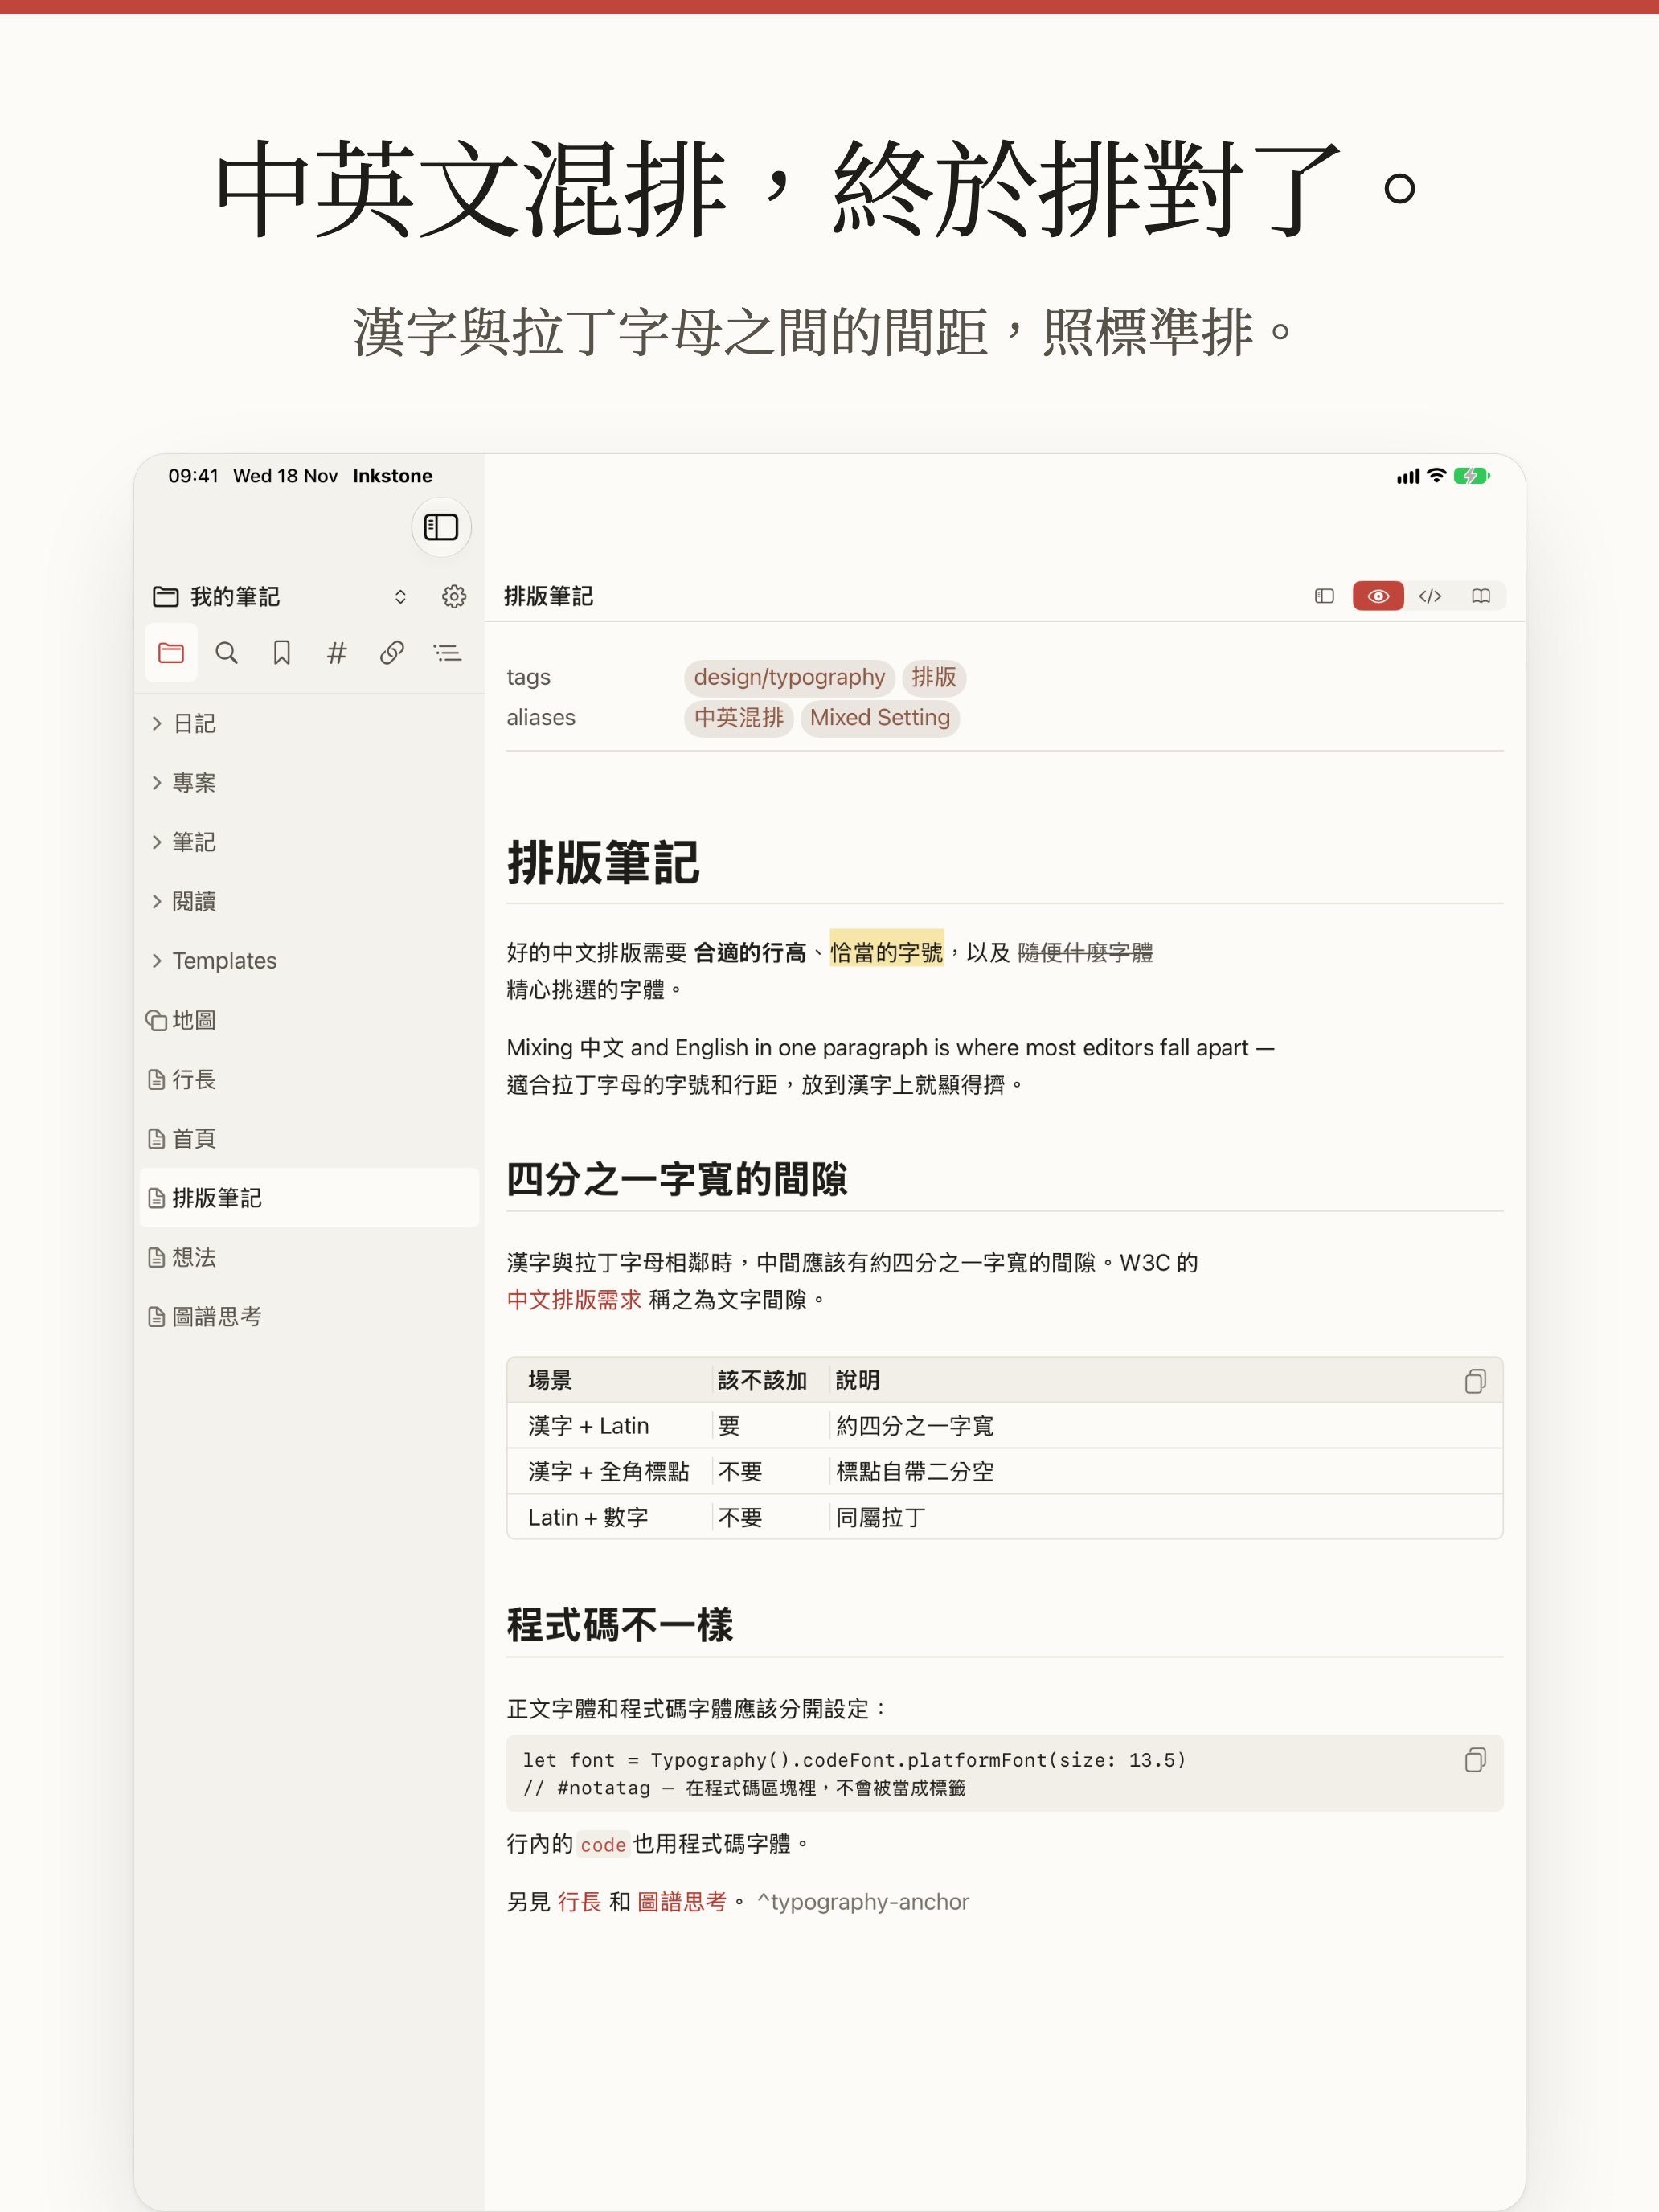 中英文混排，終於排對了。
漢字與拉丁字母之間的間距，照標準排。
09:41 Wed 18 Nov Inkstone
我的筆記
日記
專案
筆記
閱讀
Templates
地圖
行長
首頁
排版筆記
想法
圖譜思考
排版筆記
tags design/typography 排版
aliases 中英混排 Mixed Setting
排版筆記
好的中文排版需要 合適的行高、恰當的字號，以及 隨便什麼字體
精心挑選的字體。
Mixing 中文 and English in one paragraph is where most editors fall apart —
適合拉丁字母的字號和行距，放到漢字上就顯得擠。
四分之一字寬的間隙
漢字與拉丁字母相鄰時，中間應該有約四分之一字寬的間隙。W3C 的
中文排版需求 稱之為文字間隙。
場景 該不該加 說明
漢字 + Latin 要 約四分之一字寬
漢字 + 全角標點 不要 標點自帶二分空
Latin + 數字 不要 同屬拉丁
程式碼不一樣
正文字體和程式碼字體應該分開設定：
let font = Typography().codeFont.platformFont(size: 13.5)
// #notatag — 在程式碼區塊裡，不會被當成標籤
行內的 code 也用程式碼字體。
另見 行長 和 圖譜思考。 ^typography-anchor